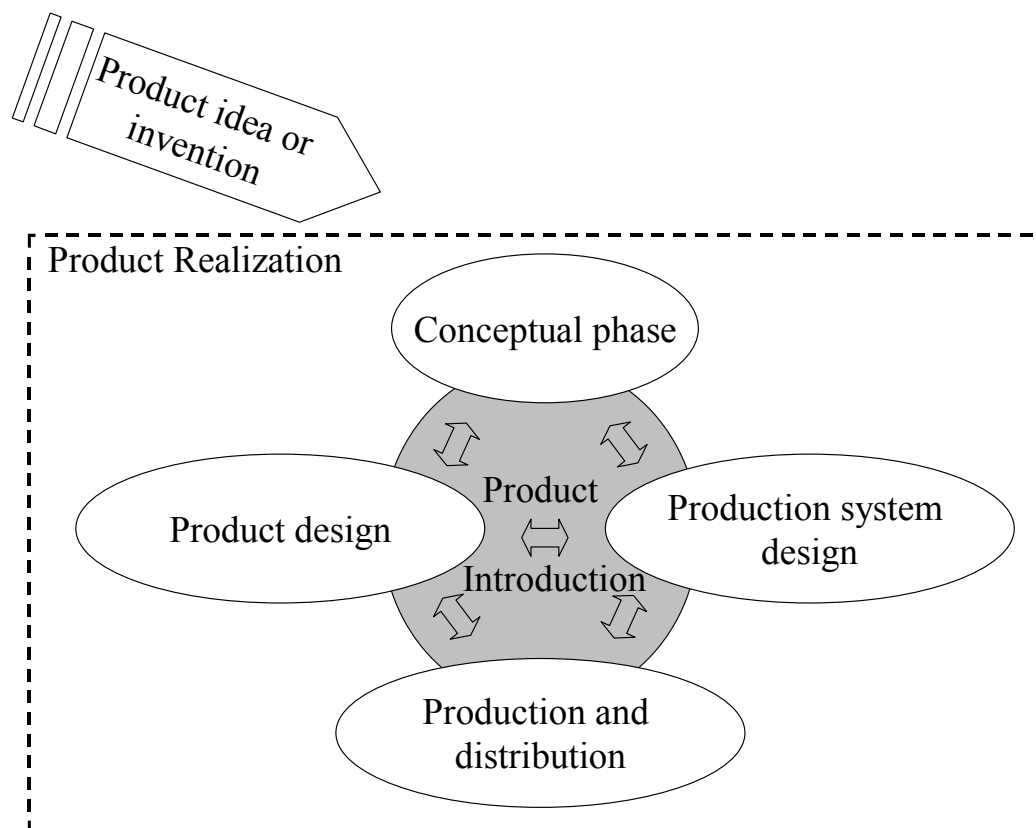 Product idea or
invention
Product Realization
Conceptual phase
Product design
Product
Introduction
Production system
design
Production and
distribution